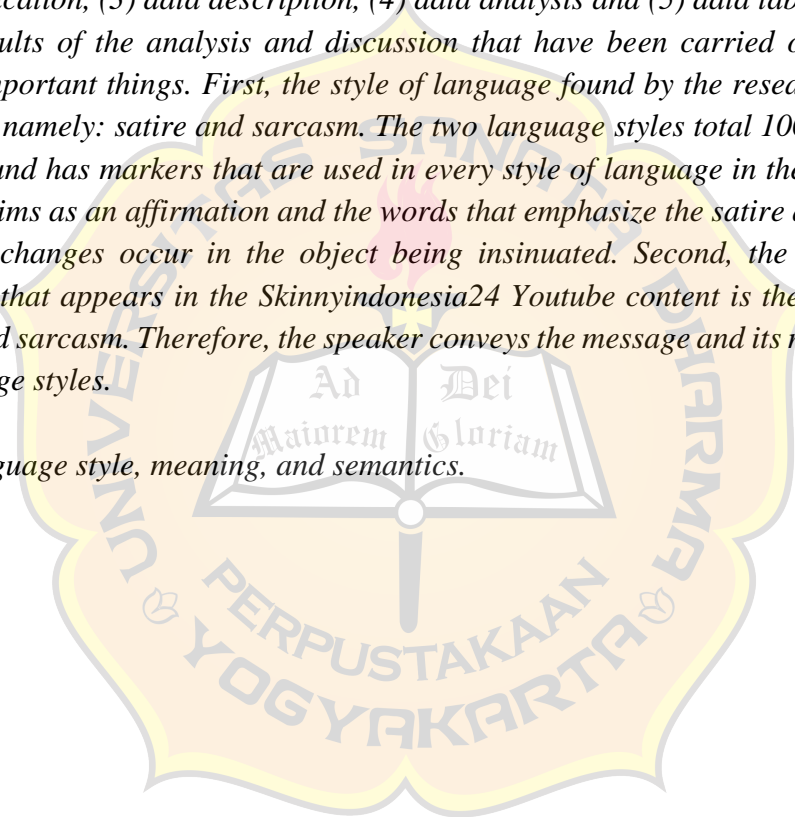 (3) data description, (4) data analysis and (5) data
ults of the analysis and discussion that have been carried o
mportant things. First, the style of language found by the resea
namely: satire and sarcasm. The two language styles total 100
und has markers that are used in every style of language in the
ims as an affirmation and the words that emphasize the satire
changes occur in the object being insinuated. Second, the
that appears in the Skinnyindonesia24 Youtube content is the
d sarcasm. Therefore, the speaker conveys the message and its
ge styles.
guage style, meaning, and semantics.
UNIVERSITAS SANATA DHARMA
Ad Dei
Maiorem Gloriam
PERPUSTAKAAN
YOGYAKARTA